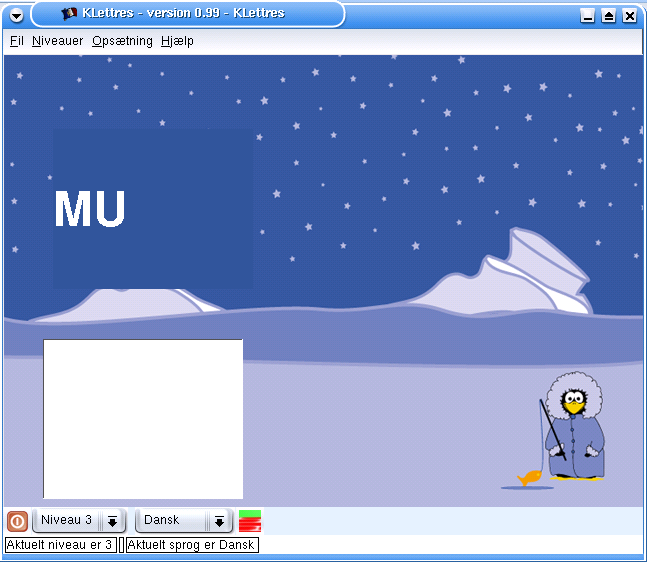 KLettres - version 0.99 - KLettres
Fil Niveauer Opsætning Hjælp
MU
Niveau 3 Dansk
Aktuelt niveau er 3 Aktuelt sprog er Dansk